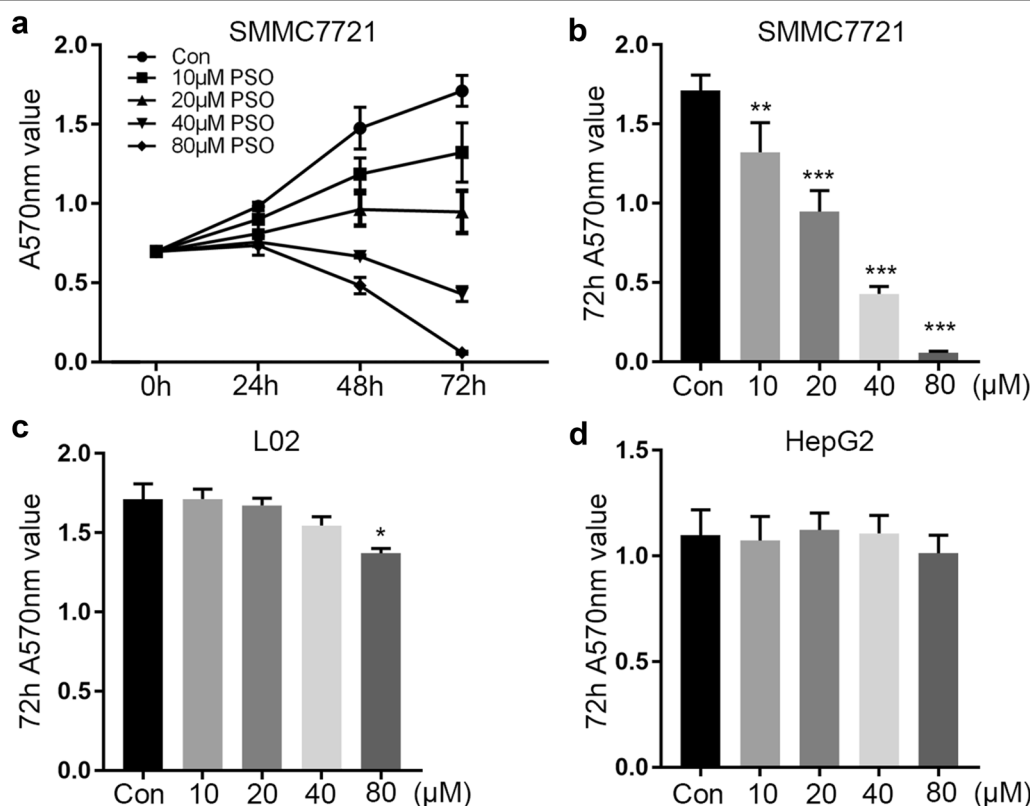 a
SMMC7721
2.0
1.5
1.0
0.5
0.0
A570nm value
Con
10µM PSO
20µM PSO
40µM PSO
80µM PSO
0h 24h 48h 72h
b
SMMC7721
2.0
1.5
1.0
0.5
0.0
72h A570nm value
**
***
***
***
Con 10 20 40 80 (µM)
c
L02
2.0
1.5
1.0
0.5
0.0
72h A570nm value
*
Con 10 20 40 80 (µM)
d
HepG2
1.5
1.0
0.5
0.0
72h A570nm value
Con 10 20 40 80 (µM)